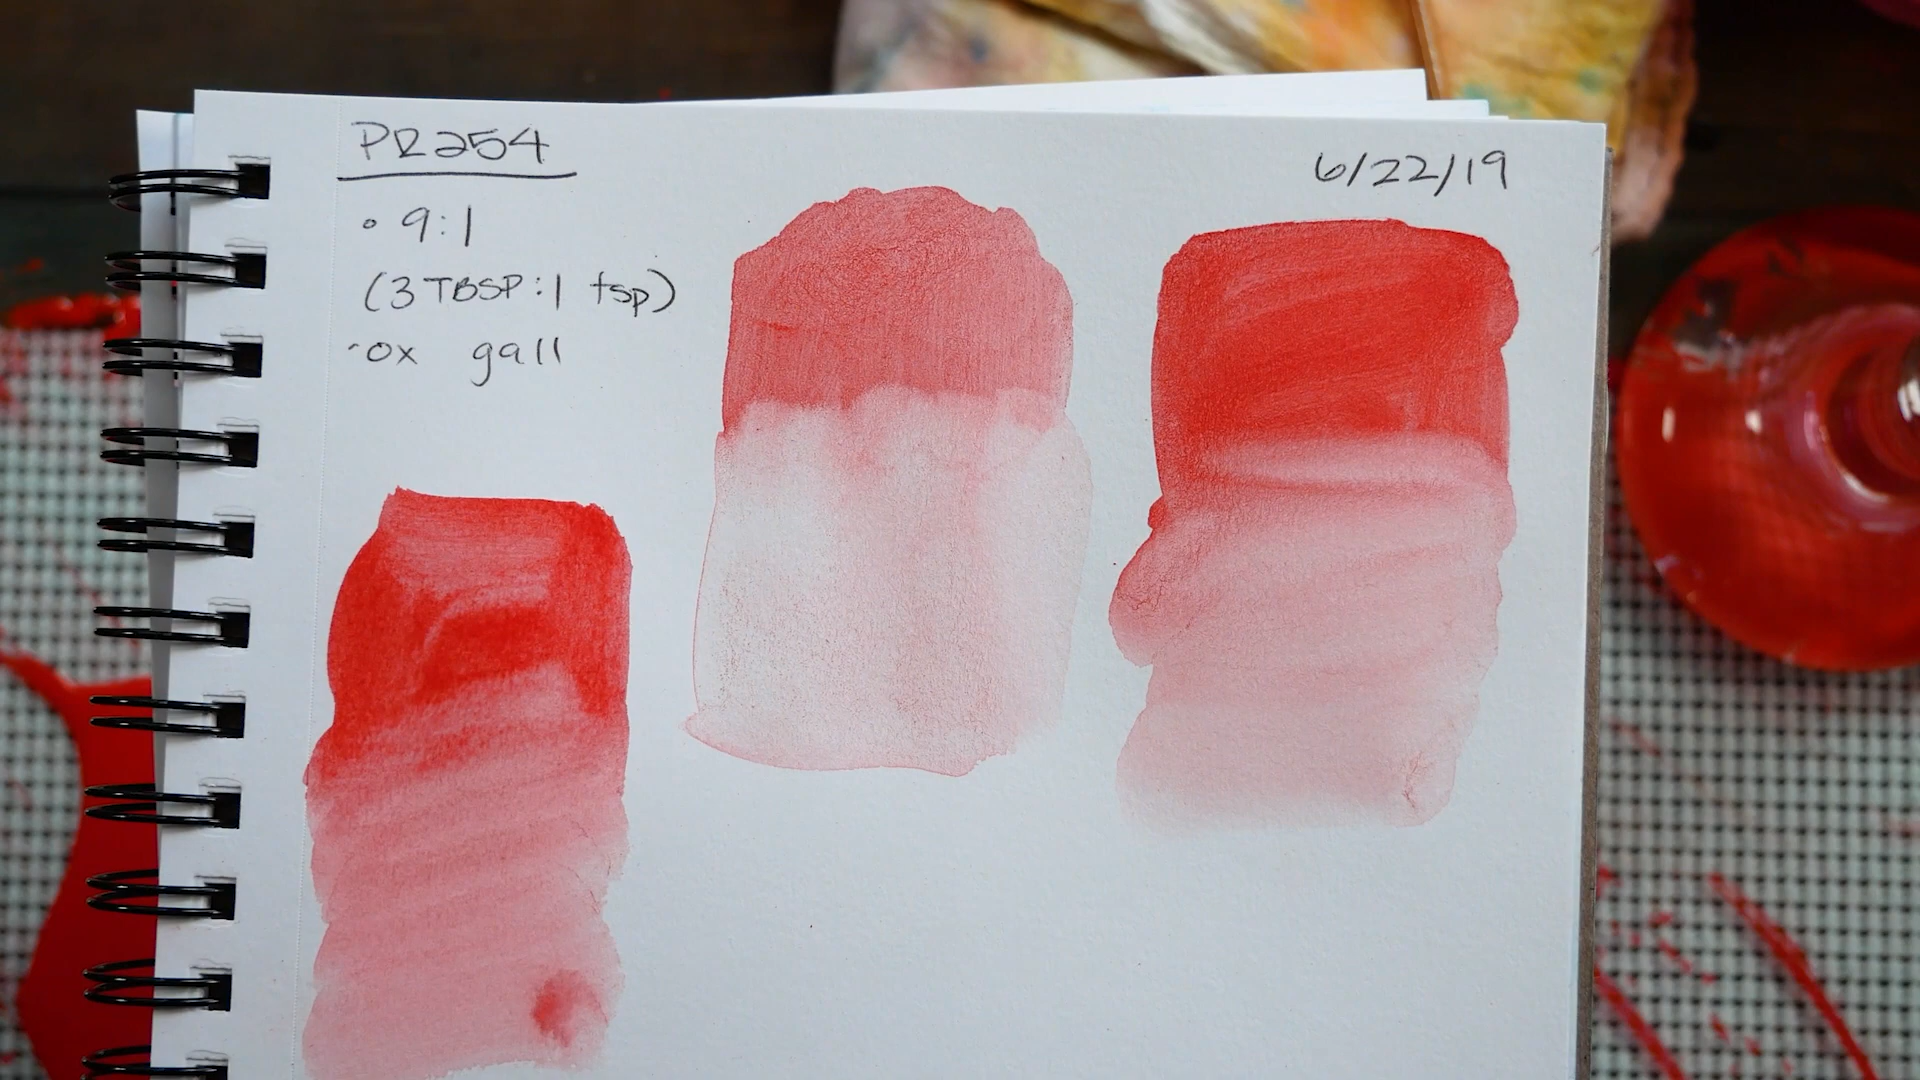 PR254
6/22/19
• 9:1
(3 TBSP : 1 tsp)
• ox gall